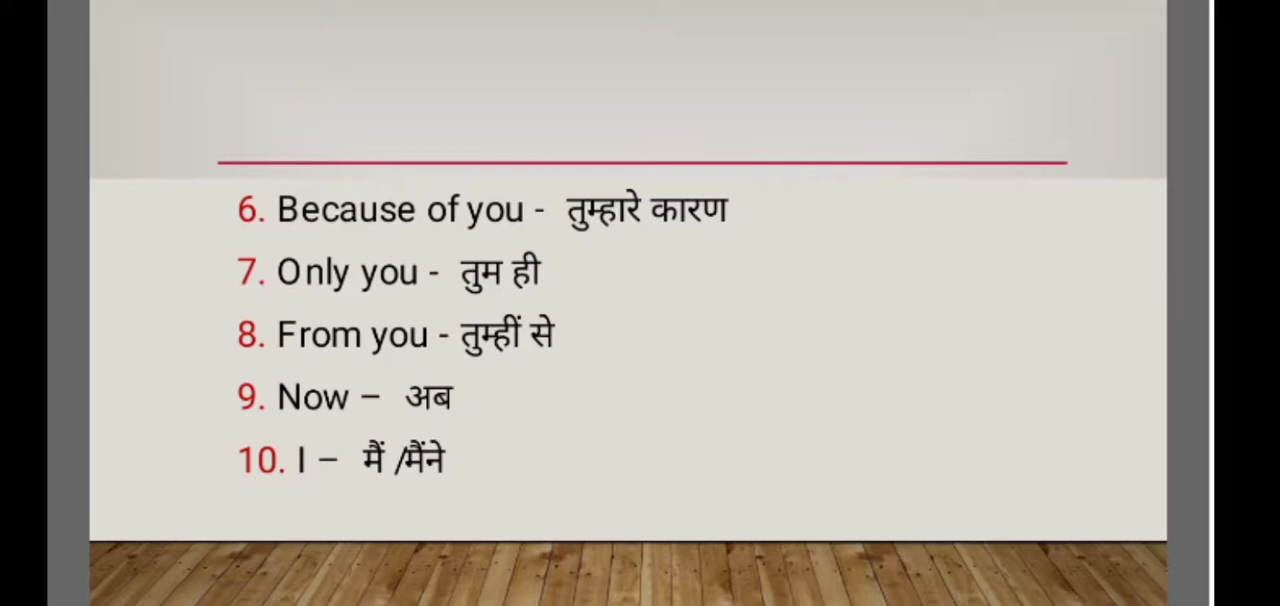 6. Because of you - तुम्हारे कारण
7. Only you - तुम ही
8. From you - तुम्हीं से
9. Now – अब
10. I – मैं /मैंने